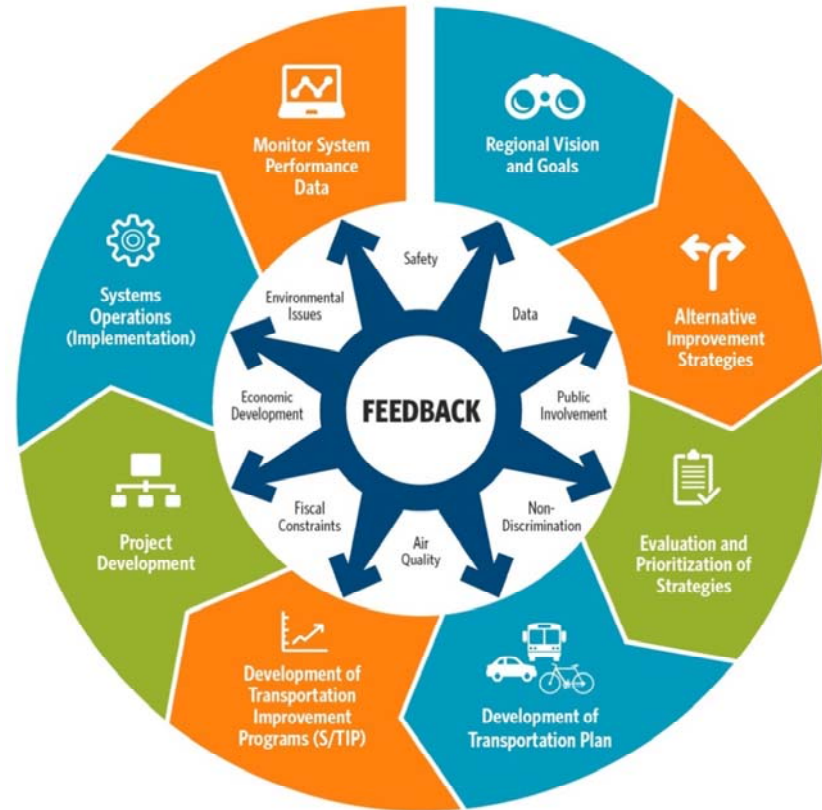 Regional Vision
and Goals
Alternative
Improvement
Strategies
Evaluation and
Prioritization of
Strategies
Development of
Transportation Plan
Development of
Transportation
Improvement
Programs (S/TIP)
Project
Development
Systems
Operations
(Implementation)
Monitor System
Performance
Data
Safety
Data
Public
Involvement
Non-
Discrimination
Air
Quality
Fiscal
Constraints
Economic
Development
Environmental
Issues
FEEDBACK